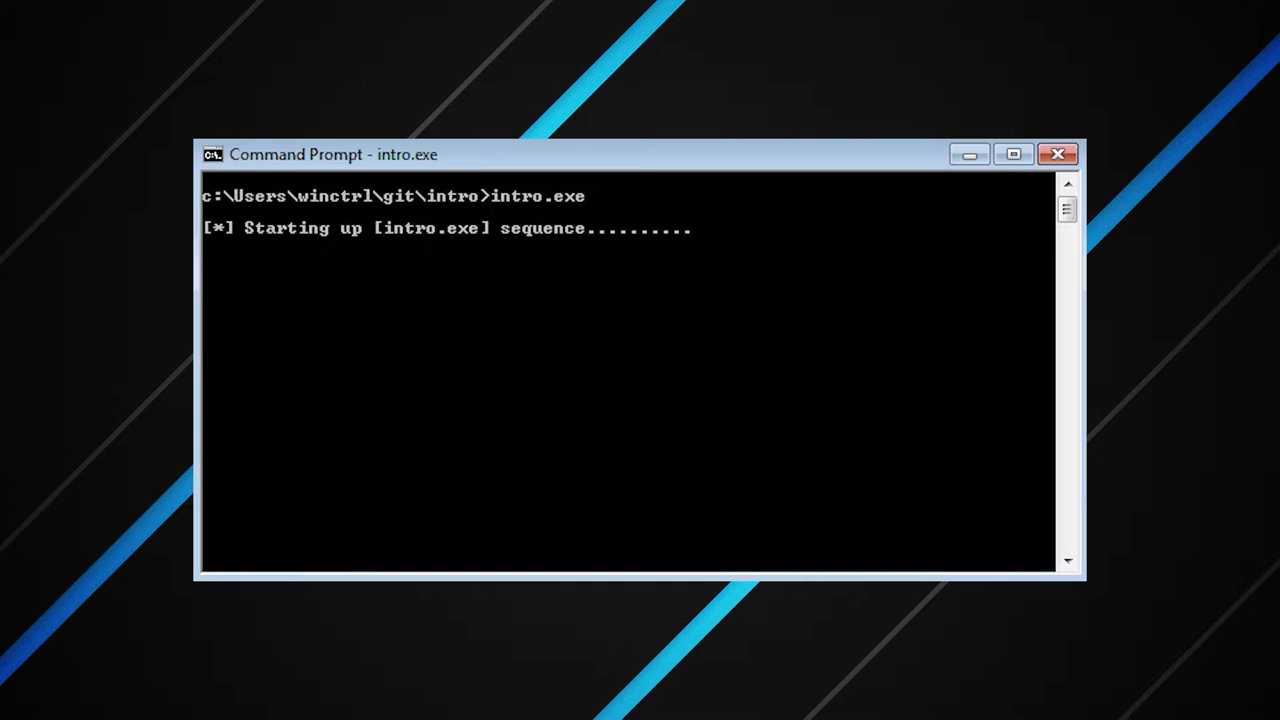 Command Prompt - intro.exe
c:\Users\winctrl\git\intro>intro.exe
[*] Starting up [intro.exe] sequence..........